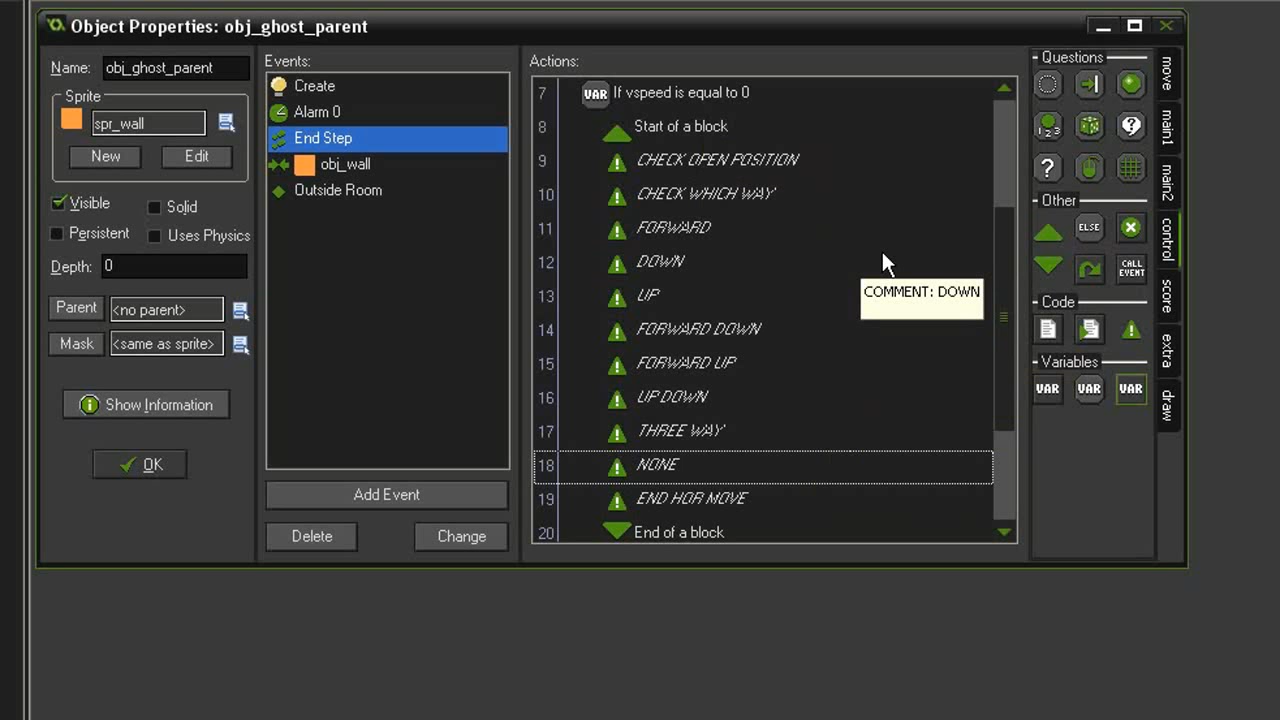 Object Properties: obj_ghost_parent
Name: obj_ghost_parent
Sprite
spr_wall
New Edit
Visible Solid
Persistent Uses Physics
Depth: 0
Parent <no parent>
Mask <same as sprite>
Show Information
OK
Events:
Create
Alarm 0
End Step
obj_wall
Outside Room
Add Event
Delete Change
Actions:
7 VAR If vspeed is equal to 0
8 Start of a block
9 CHECK OPEN POSITION
10 CHECK WHICH WAY
11 FORWARD
12 DOWN
13 UP
14 FORWARD DOWN
15 FORWARD UP
16 UP DOWN
17 THREE WAY
18 NONE
19 END HOR MOVE
20 End of a block
COMMENT: DOWN
Questions
Other
ELSE
CALL EVENT
Code
Variables
VAR VAR VAR
move
main1
main2
control
score
extra
draw